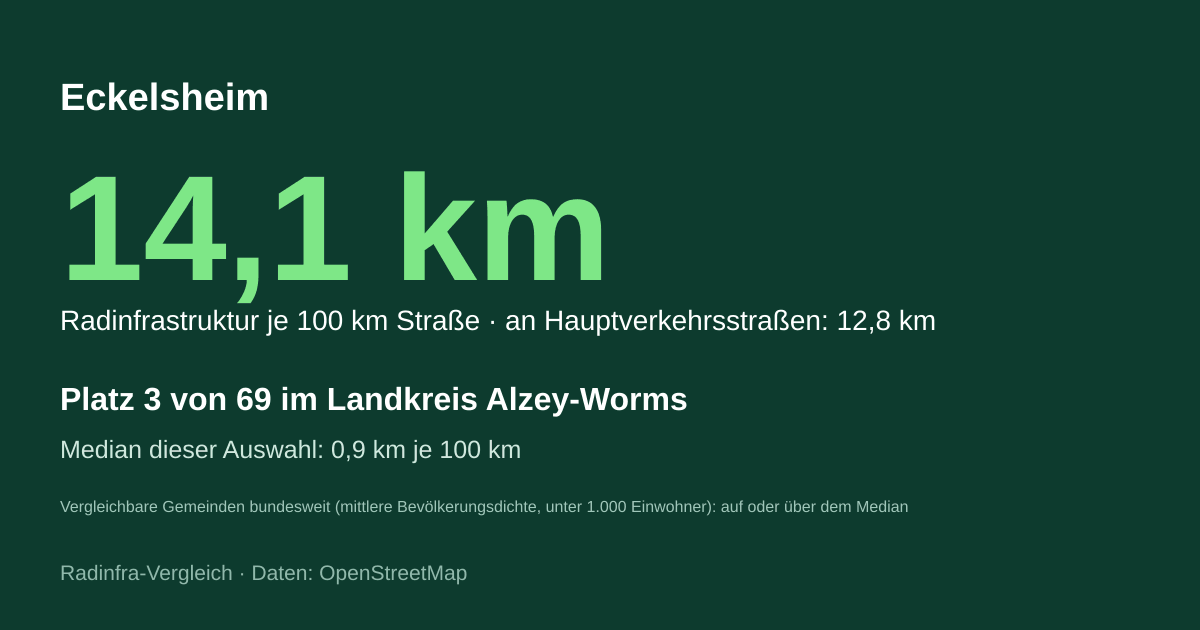 Eckelsheim
14,1 km
Radinfrastruktur je 100 km Straße · an Hauptverkehrsstraßen: 12,8 km
Platz 3 von 69 im Landkreis Alzey-Worms
Median dieser Auswahl: 0,9 km je 100 km
Vergleichbare Gemeinden bundesweit (mittlere Bevölkerungsdichte, unter 1.000 Einwohner): auf oder über dem Median
Radinfra-Vergleich · Daten: OpenStreetMap